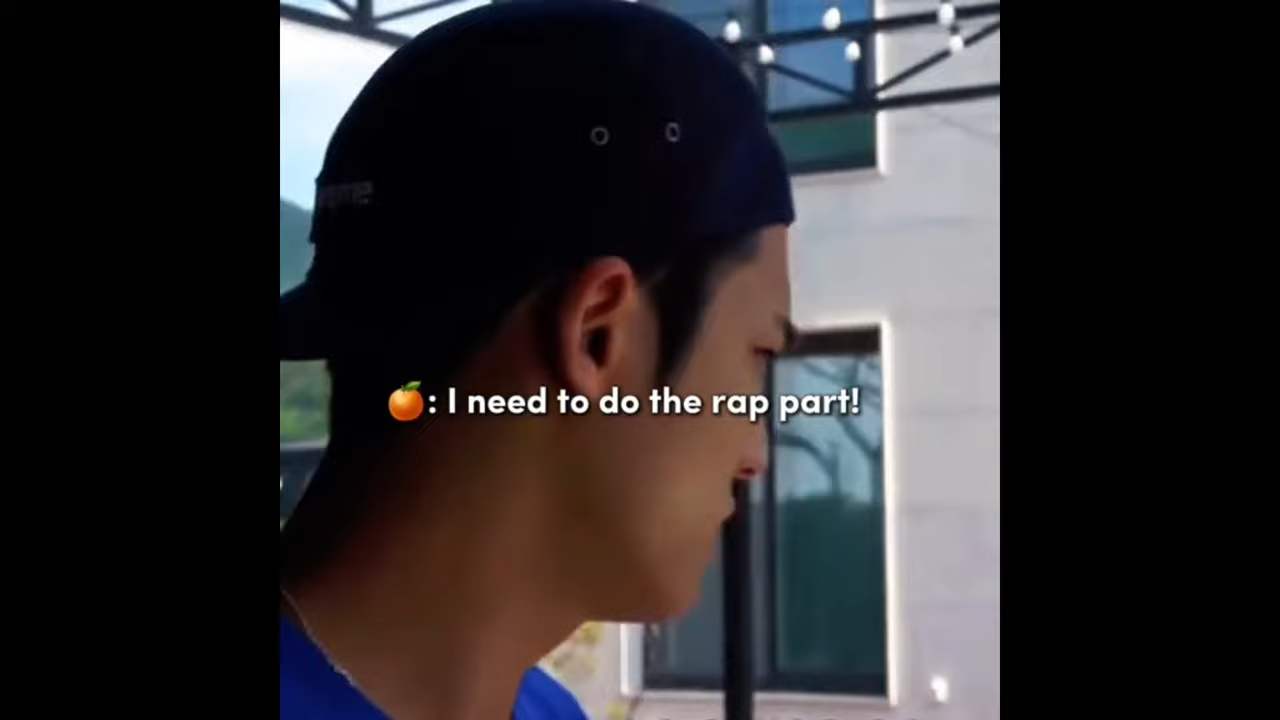 🍊: I need to do the rap part!